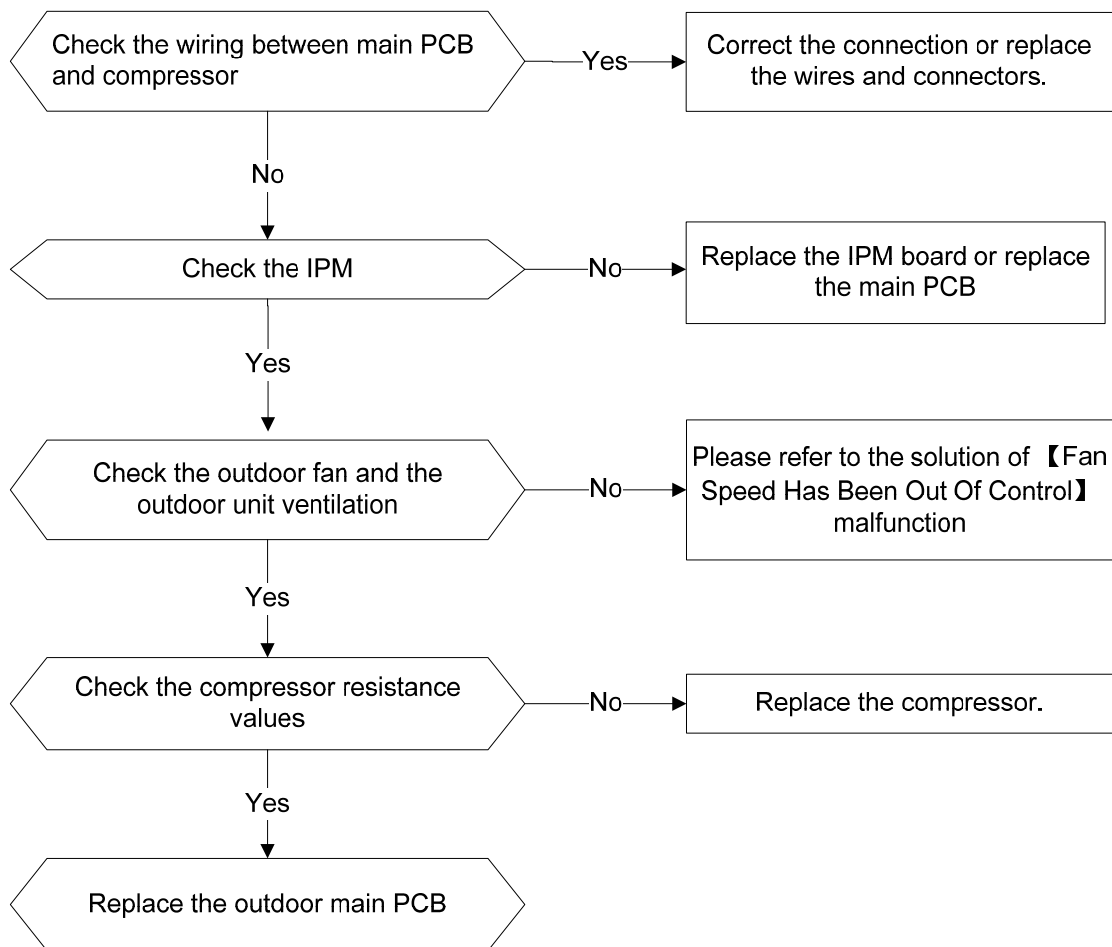 Check the wiring between main PCB
and compressor
Yes
Correct the connection or replace
the wires and connectors.
No
Check the IPM
No
Replace the IPM board or replace
the main PCB
Yes
Check the outdoor fan and the
outdoor unit ventilation
No
Please refer to the solution of 【Fan
Speed Has Been Out Of Control】
malfunction
Yes
Check the compressor resistance
values
No
Replace the compressor.
Yes
Replace the outdoor main PCB